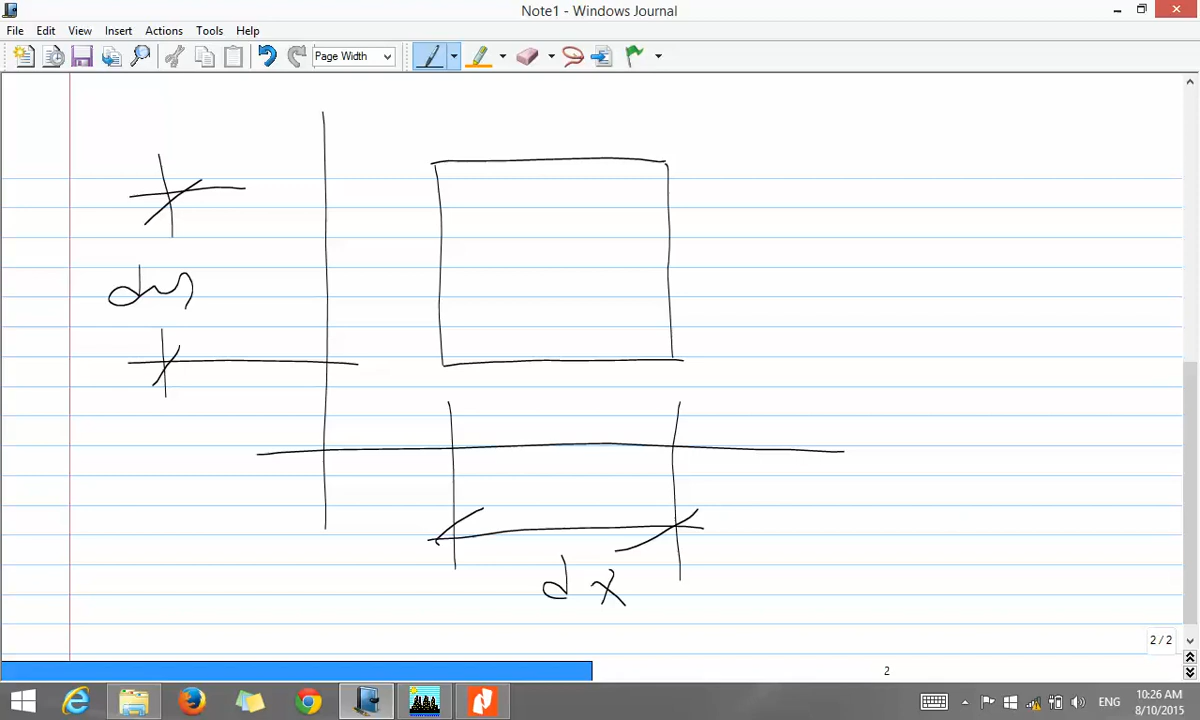 Note1 - Windows Journal
File Edit View Insert Actions Tools Help
Page Width
dy
d x
2 / 2
2
ENG
10:26 AM
8/10/2015